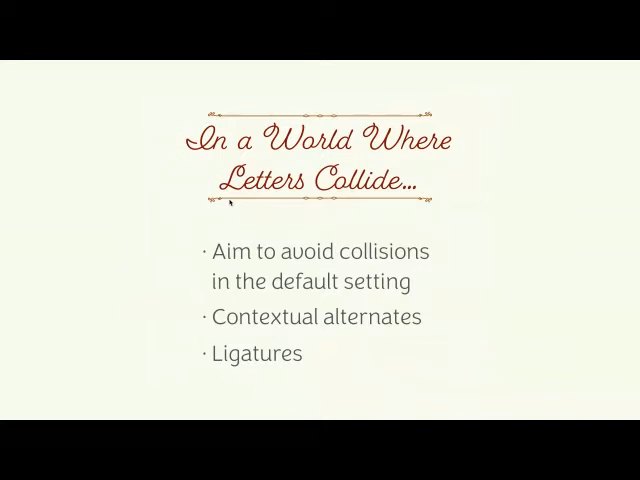 In a World Where
Letters Collide...
· Aim to avoid collisions
in the default setting
· Contextual alternates
· Ligatures